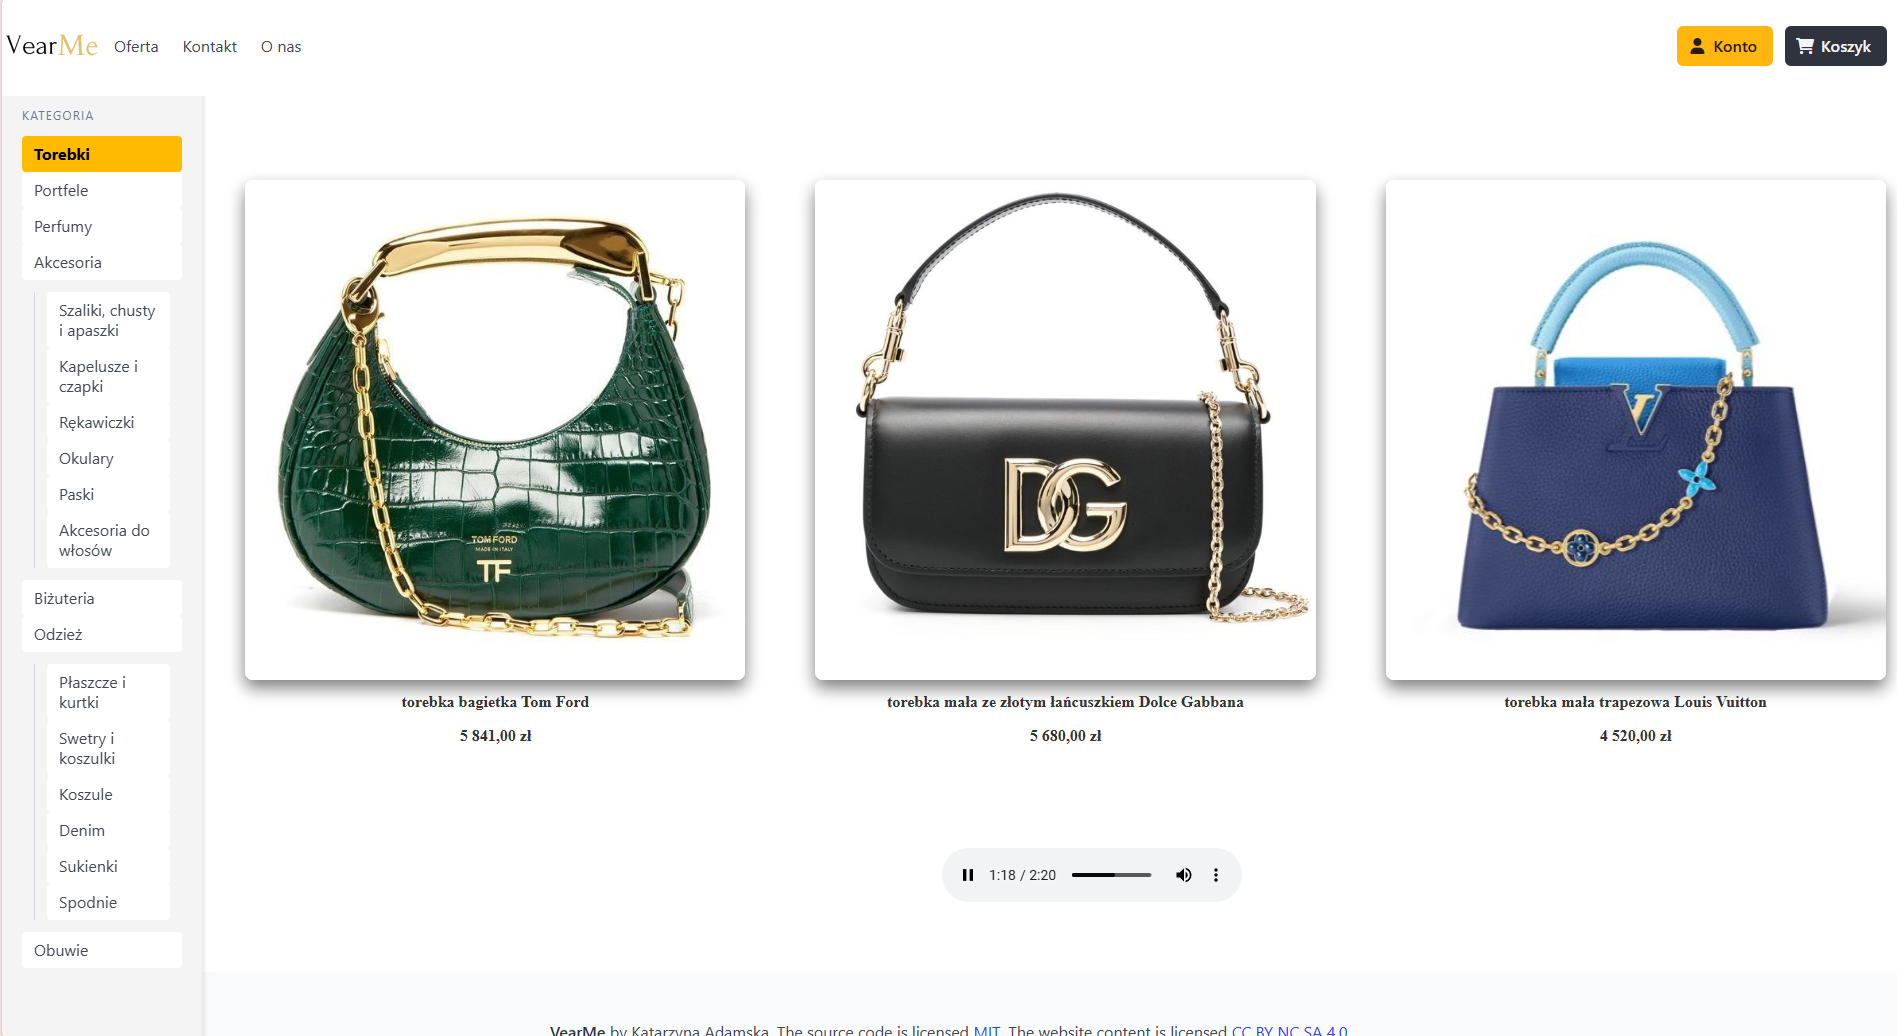 VearMe
Oferta
Kontakt
O nas
Konto
Koszyk
KATEGORIA
Torebki
Portfele
Perfumy
Akcesoria
Szaliki, chusty
i apaszki
Kapelusze i
czapki
Rękawiczki
Okulary
Paski
Akcesoria do
włosów
Biżuteria
Odzież
Płaszcze i
kurtki
Swetry i
koszulki
Koszule
Denim
Sukienki
Spodnie
Obuwie
TOM FORD
MADE IN ITALY
TF
torebka bagietka Tom Ford
5 841,00 zł
DG
torebka mała ze złotym łańcuszkiem Dolce Gabbana
5 680,00 zł
LV
torebka mała trapezowa Louis Vuitton
4 520,00 zł
1:18 / 2:20
VearMe by Katarzyna Adamska. The source code is licensed MIT. The website content is licensed CC BY NC SA 4.0